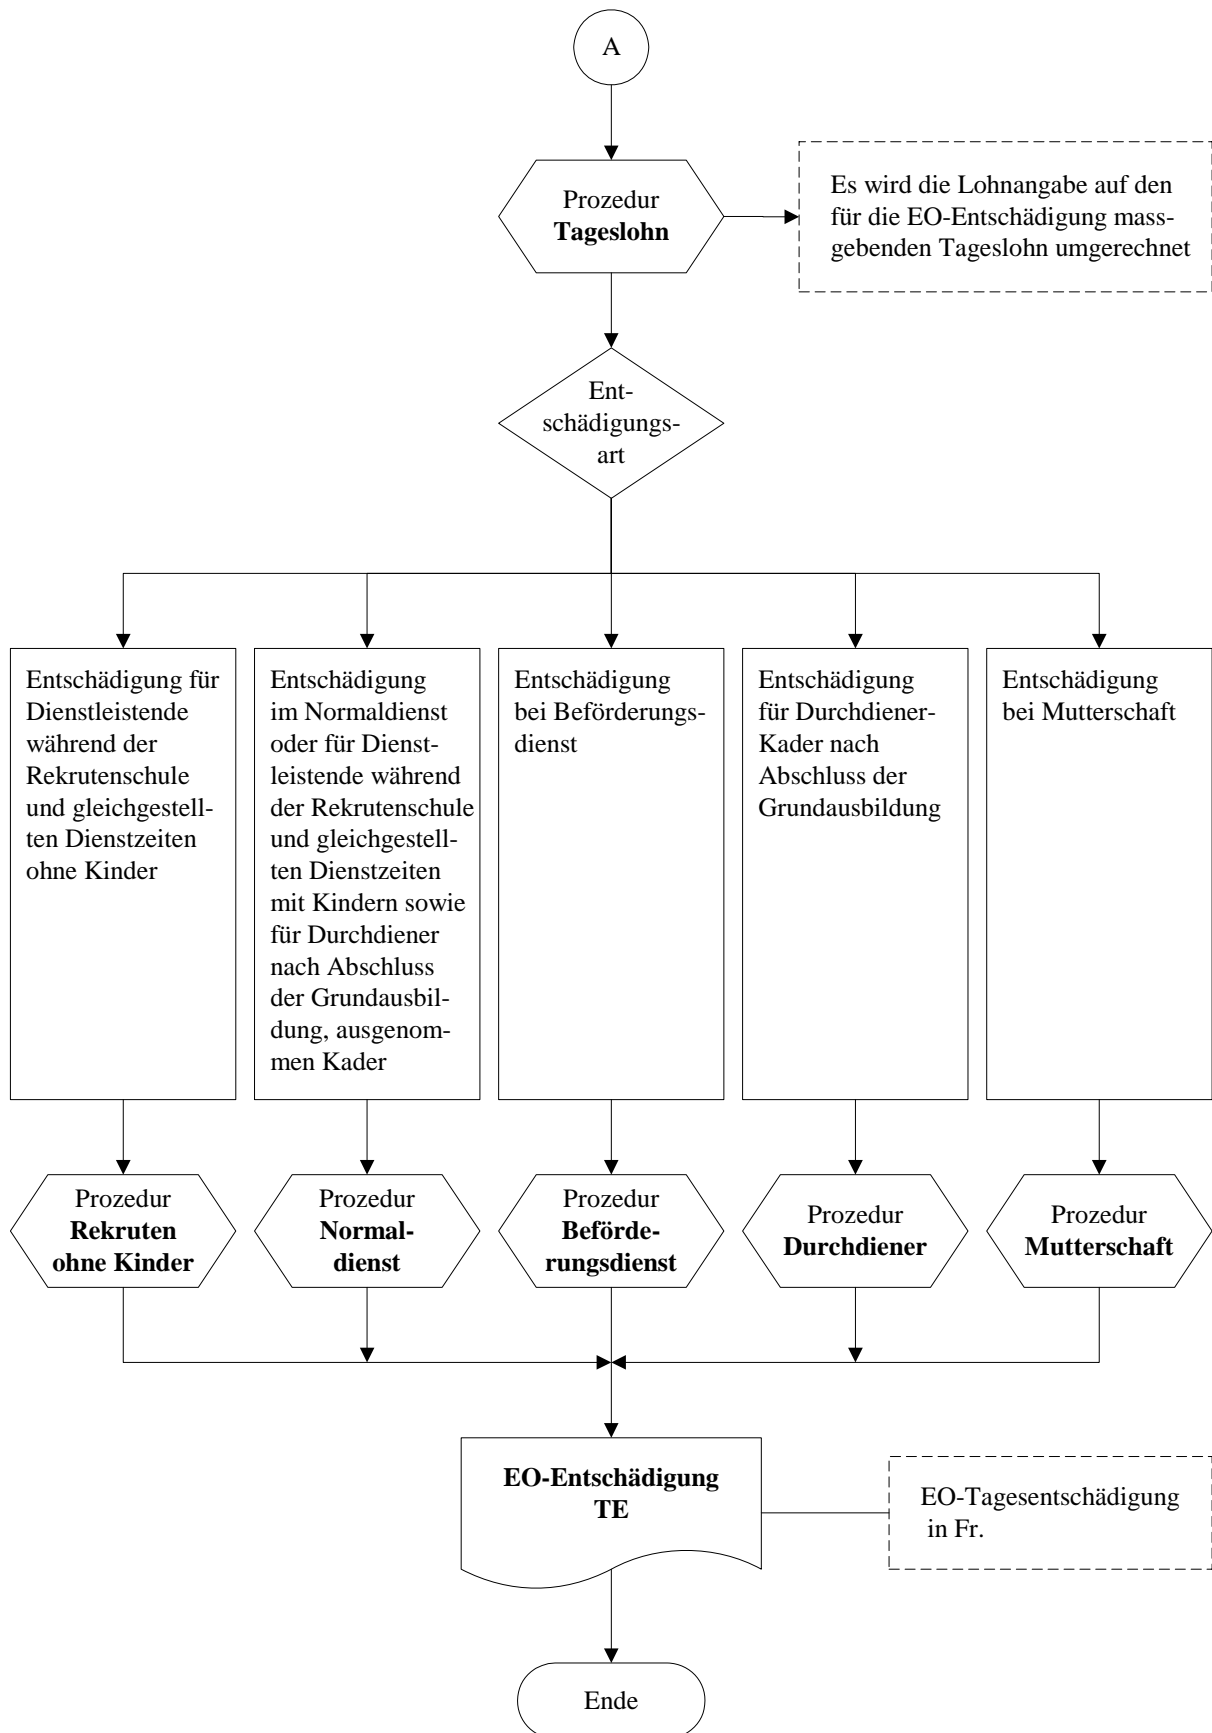 A
Prozedur
Tageslohn
Es wird die Lohnangabe auf den
für die EO-Entschädigung mass-
gebenden Tageslohn umgerechnet
Ent-
schädigungs-
art
Entschädigung für
Dienstleistende
während der
Rekrutenschule
und gleichgestell-
ten Dienstzeiten
ohne Kinder
Entschädigung
im Normaldienst
oder für Dienst-
leistende während
der Rekrutenschule
und gleichgestell-
ten Dienstzeiten
mit Kindern sowie
für Durchdiener
nach Abschluss
der Grundausbil-
dung, ausgenom-
men Kader
Entschädigung
bei Beförderungs-
dienst
Entschädigung
für Durchdiener-
Kader nach
Abschluss der
Grundausbildung
Entschädigung
bei Mutterschaft
Prozedur
Rekruten
ohne Kinder
Prozedur
Normal-
dienst
Prozedur
Beförde-
rungsdienst
Prozedur
Durchdiener
Prozedur
Mutterschaft
EO-Entschädigung
TE
EO-Tagesentschädigung
in Fr.
Ende